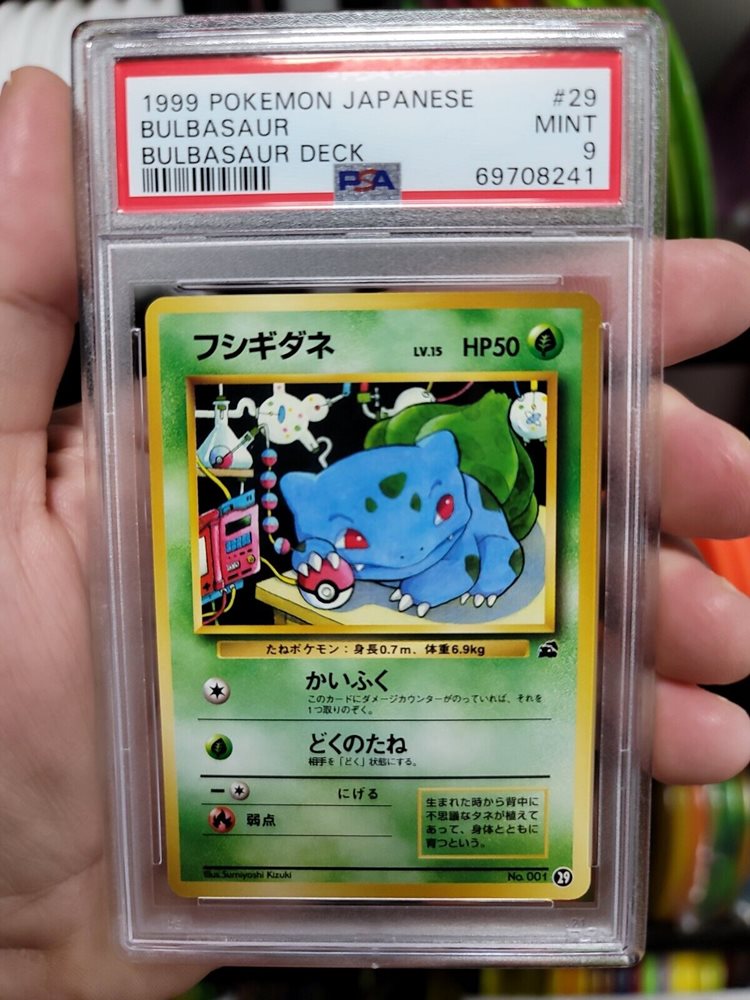 1999 POKEMON JAPANESE #29
BULBASAUR MINT
BULBASAUR DECK 9
PSA 69708241
フシギダネ LV.15 HP50
たねポケモン：身長0.7m、体重6.9kg
かいふく
このカードにダメージカウンターがのっていれば、それを
1つ取りのぞく。
どくのたね
相手を「どく」状態にする。
ー にげる
弱点
生まれた時から背中に
不思議なタネが植えて
あって、身体とともに
育つという。
Illus.Sumiyoshi Kizuki No. 001 29